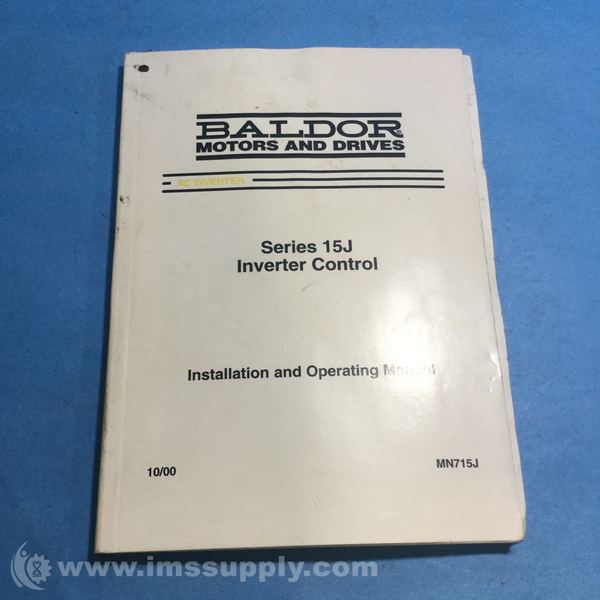 BALDOR®
MOTORS AND DRIVES
AC INVERTER
Series 15J
Inverter Control
Installation and Operating Manual
10/00
MN715J
www.imssupply.com